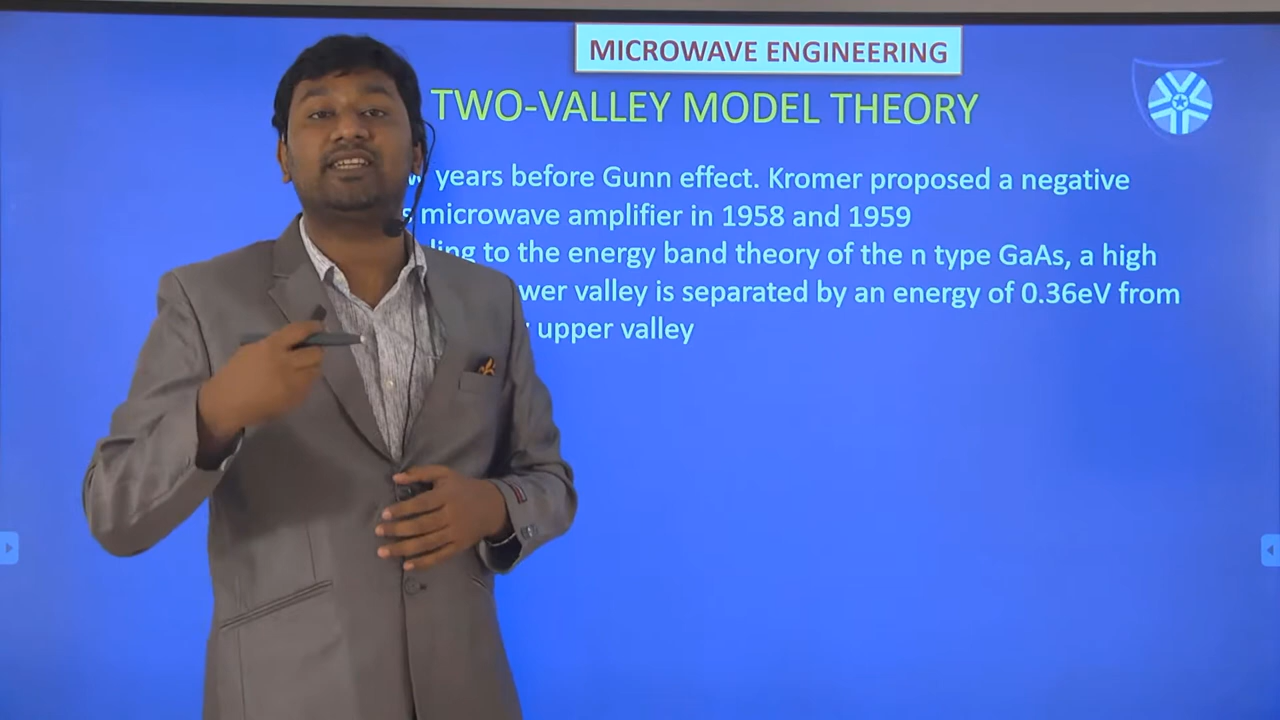 MICROWAVE ENGINEERING
TWO-VALLEY MODEL THEORY
years before Gunn effect. Kromer proposed a negative
microwave amplifier in 1958 and 1959
to the energy band theory of the n type GaAs, a high
valley is separated by an energy of 0.36eV from
upper valley